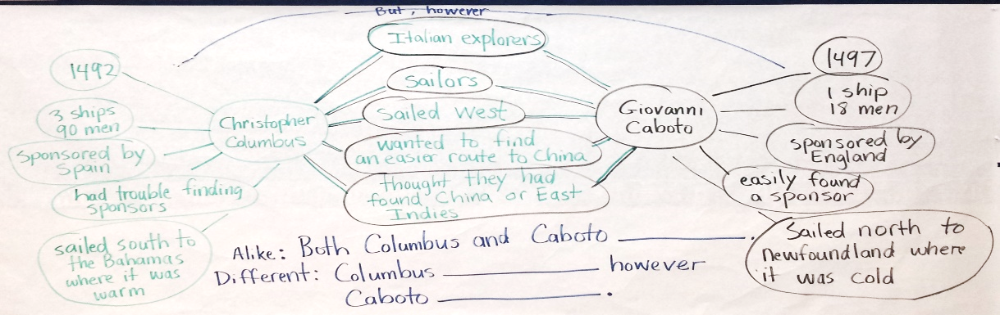 But, however
Italian explorers
Sailors
Sailed West
wanted to find
an easier route to China
thought they had
found China or East
Indies
1492
3 ships
90 men
Sponsored by
Spain
had trouble finding
sponsors
sailed south to
the Bahamas
where it was
warm
Christopher
Columbus
Giovanni
Caboto
1497
1 ship
18 men
sponsored by
England
easily found
a sponsor
Sailed north to
Newfoundland where
it was cold
Alike: Both Columbus and Caboto ________.
Different: Columbus ________ however
Caboto ________.